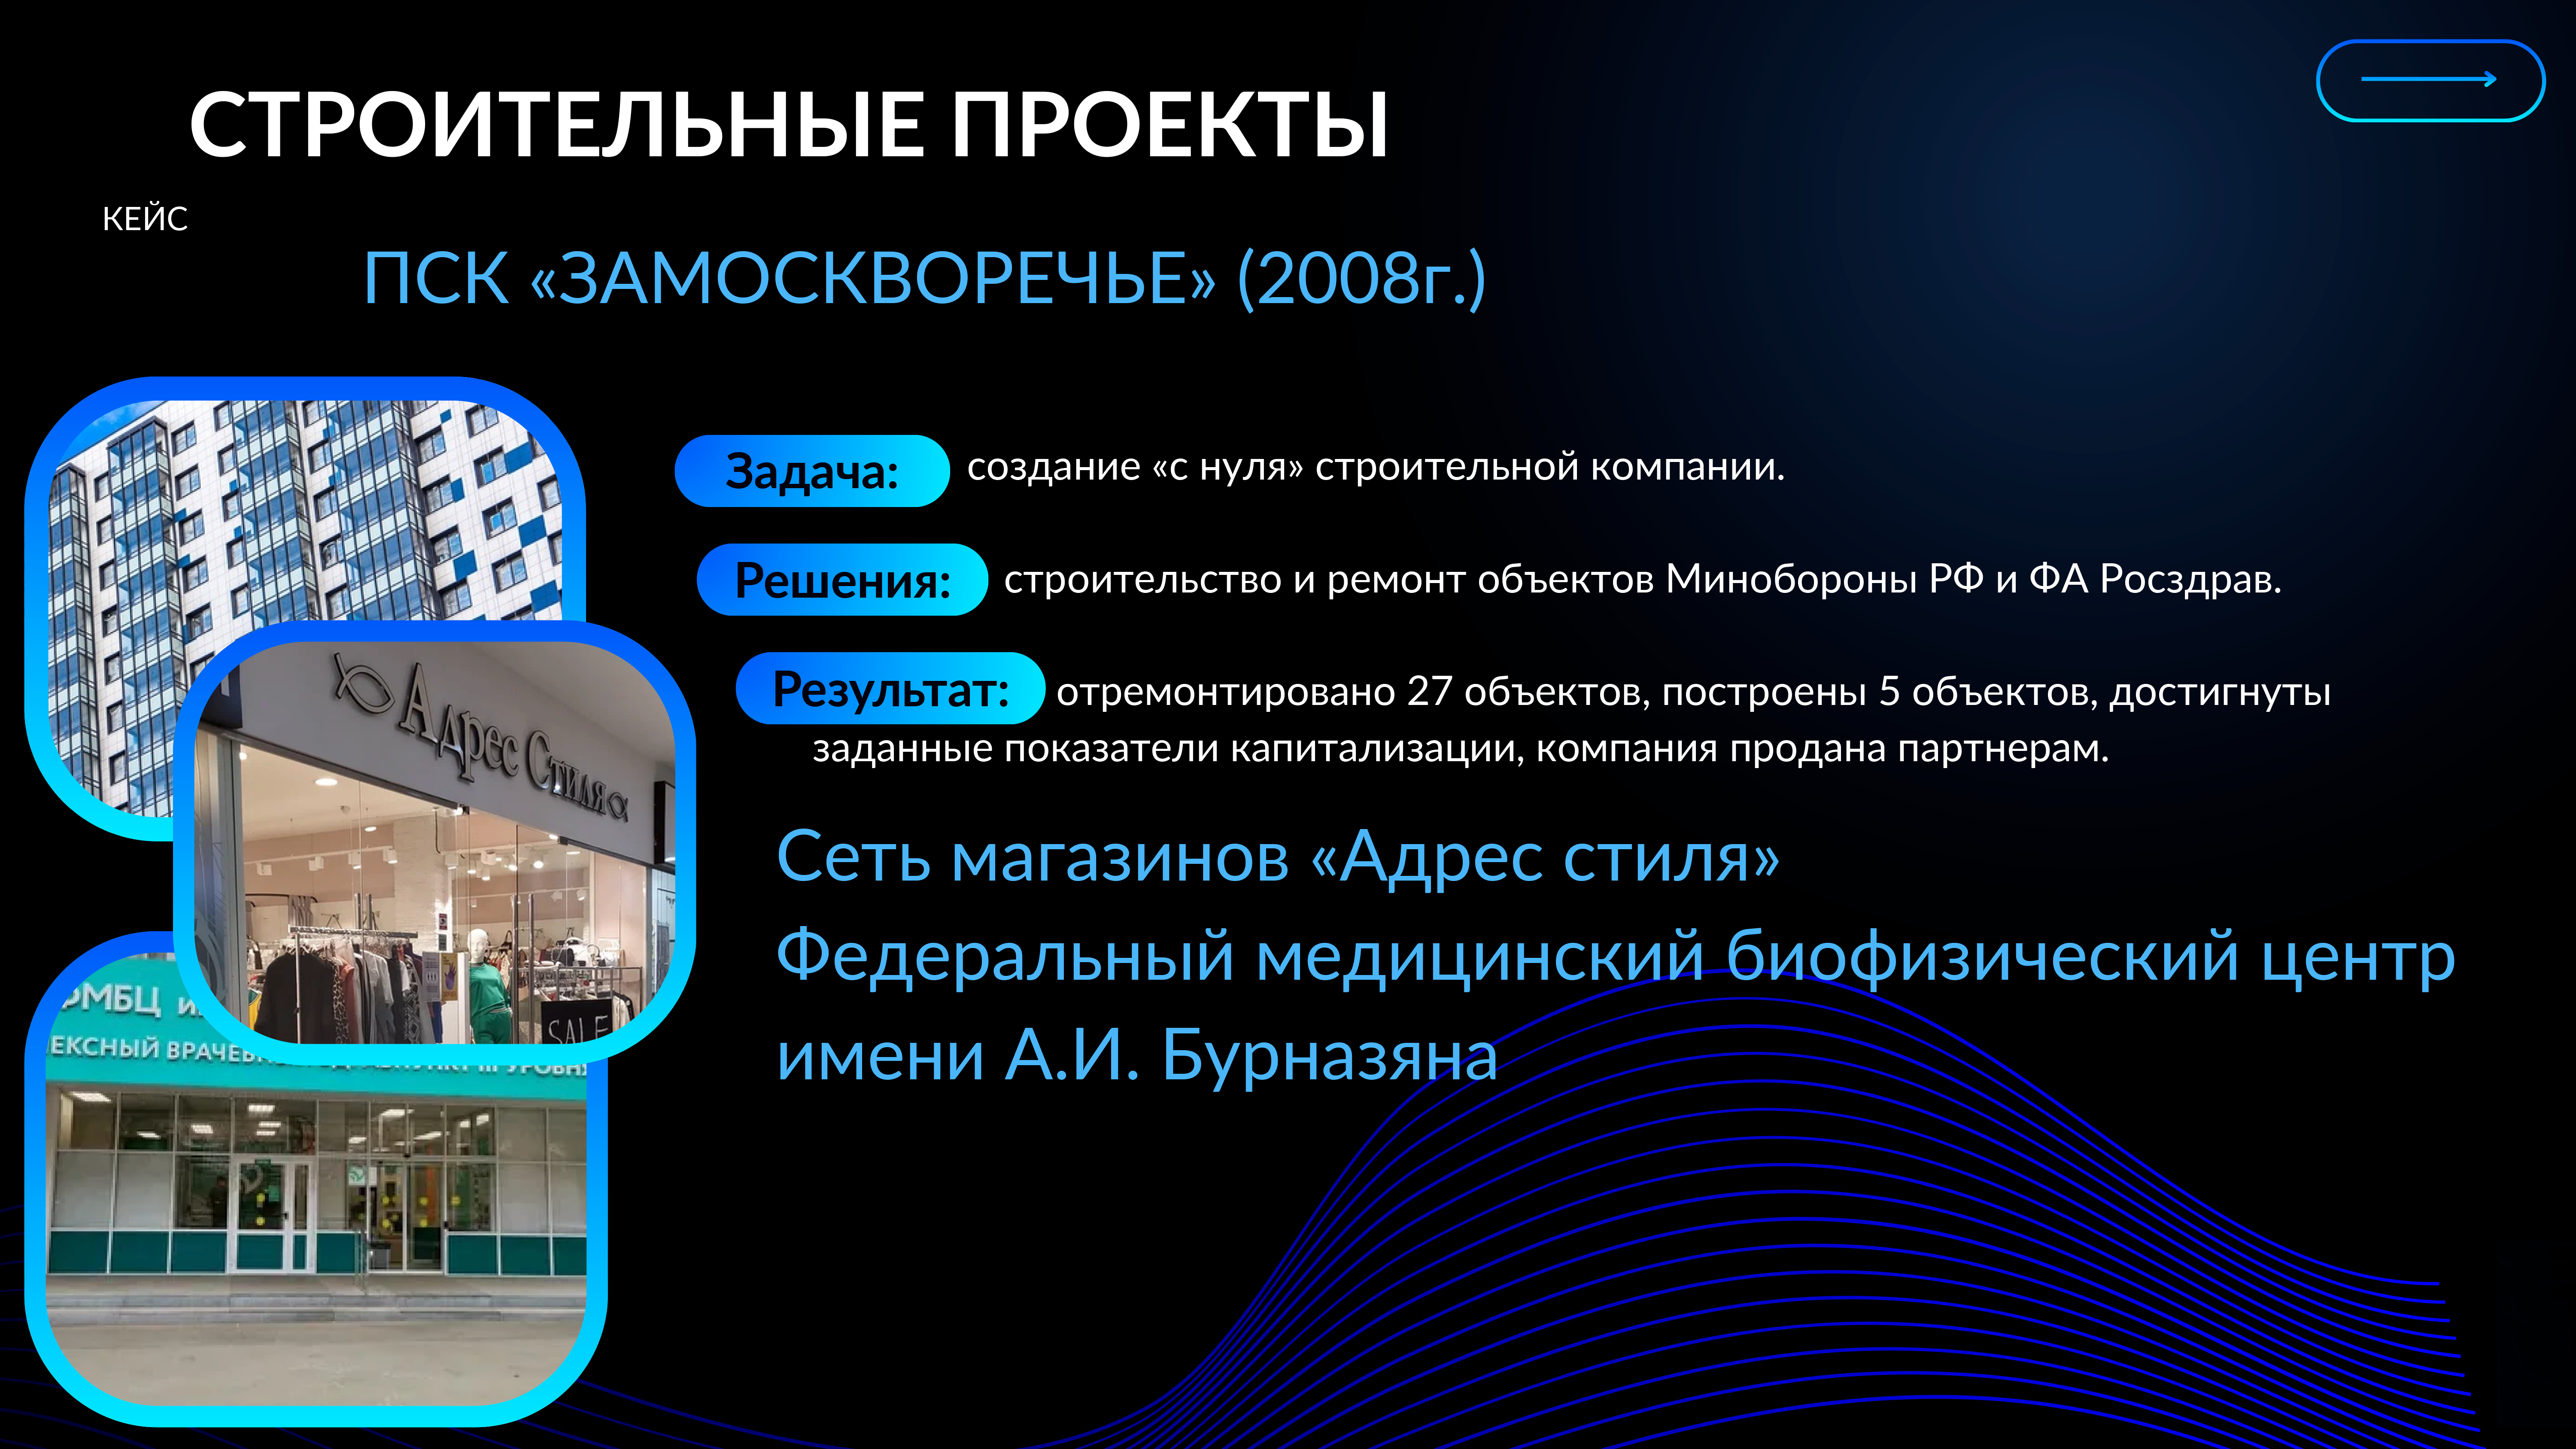 СТРОИТЕЛЬНЫЕ ПРОЕКТЫ
КЕЙС
ПСК «ЗАМОСКВОРЕЧЬЕ» (2008г.)
Задача: создание «с нуля» строительной компании.
Решения: строительство и ремонт объектов Минобороны РФ и ФА Росздрав.
Результат: отремонтировано 27 объектов, построены 5 объектов, достигнуты
заданные показатели капитализации, компания продана партнерам.
Адрес Стиля
SALE
Сеть магазинов «Адрес стиля»
Федеральный медицинский биофизический центр
имени А.И. Бурназяна
ФМБЦ
УРОВНЯ